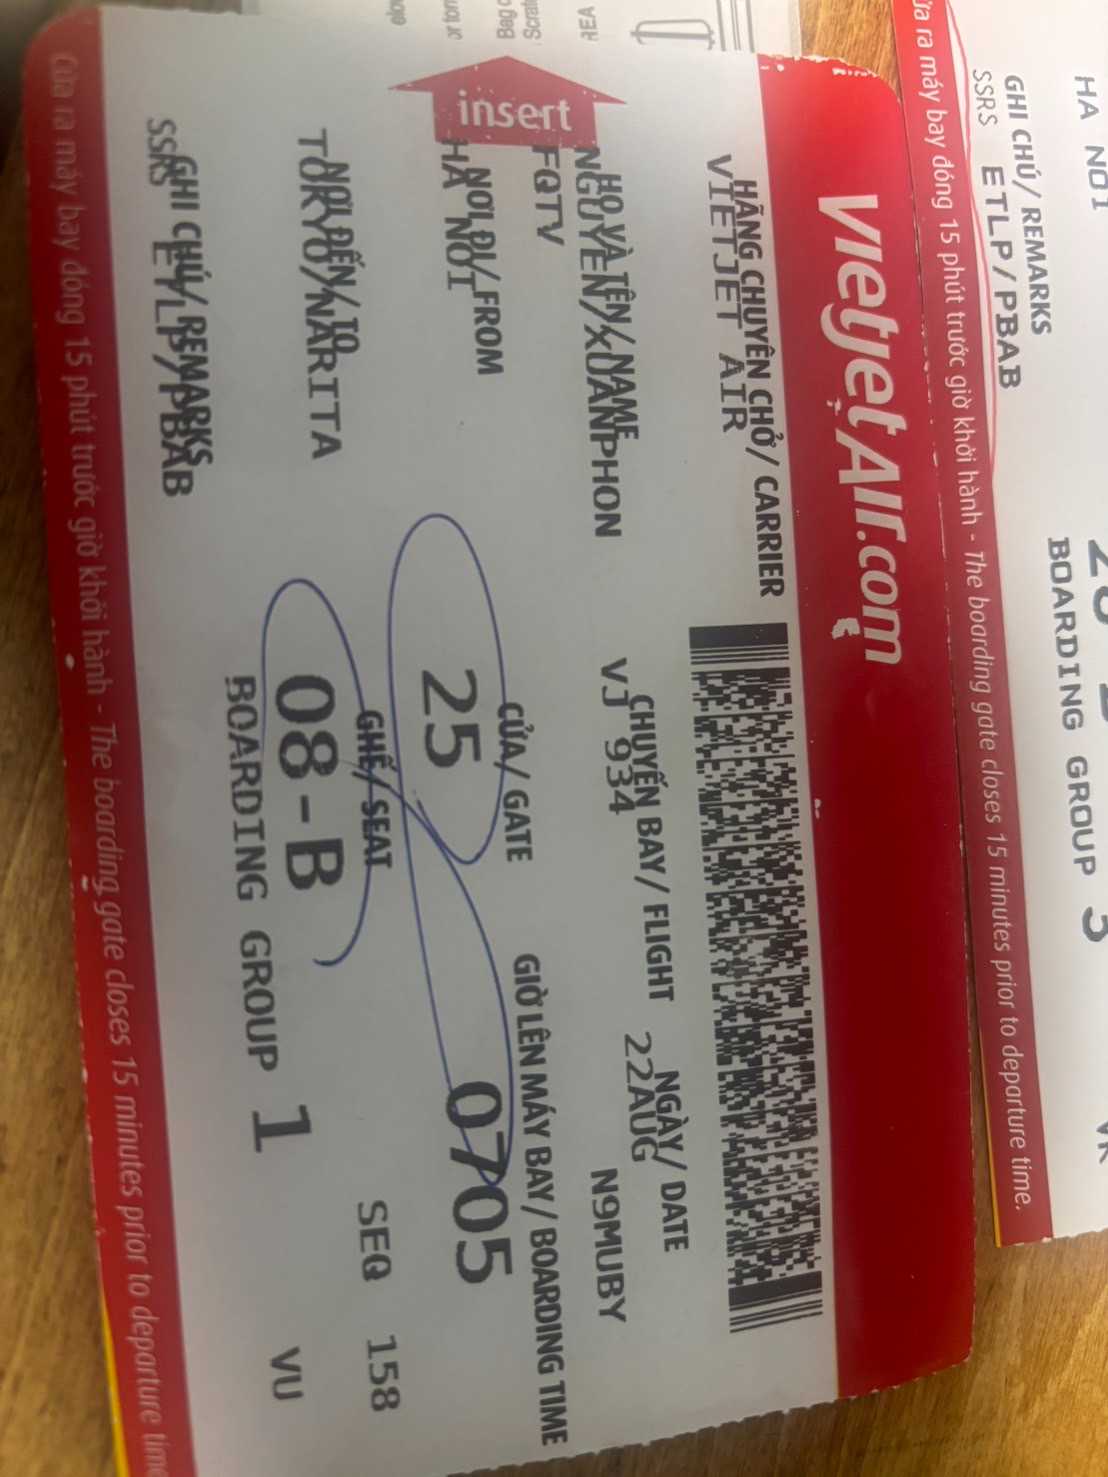 vietjetAir.com
HÃNG CHUYÊN CHỞ/ CARRIER
VIETJET AIR
HỌ VÀ TÊN/ NAME
NGUYEN/XUANPHON
CHUYẾN BAY/ FLIGHT
VJ 934
NGÀY/ DATE
22AUG
N9MUBY
FQTV
insert
NƠI ĐI/ FROM
HA NOI
CỬA/ GATE
25
GIỜ LÊN MÁY BAY/ BOARDING TIME
0705
NƠI ĐẾN/ TO
TOKYO/NARITA
GHẾ/ SEAT
08-B
SEQ 158
BOARDING GROUP 1
VU
GHI CHÚ/ REMARKS
SSRS ETLP/PBAB
Cửa ra máy bay đóng 15 phút trước giờ khởi hành - The boarding gate closes 15 minutes prior to departure time
HA NOI
GHI CHÚ/ REMARKS
SSRS ETLP/PBAB
BOARDING GROUP 3
ra máy bay đóng 15 phút trước giờ khởi hành - The boarding gate closes 15 minutes prior to departure time.